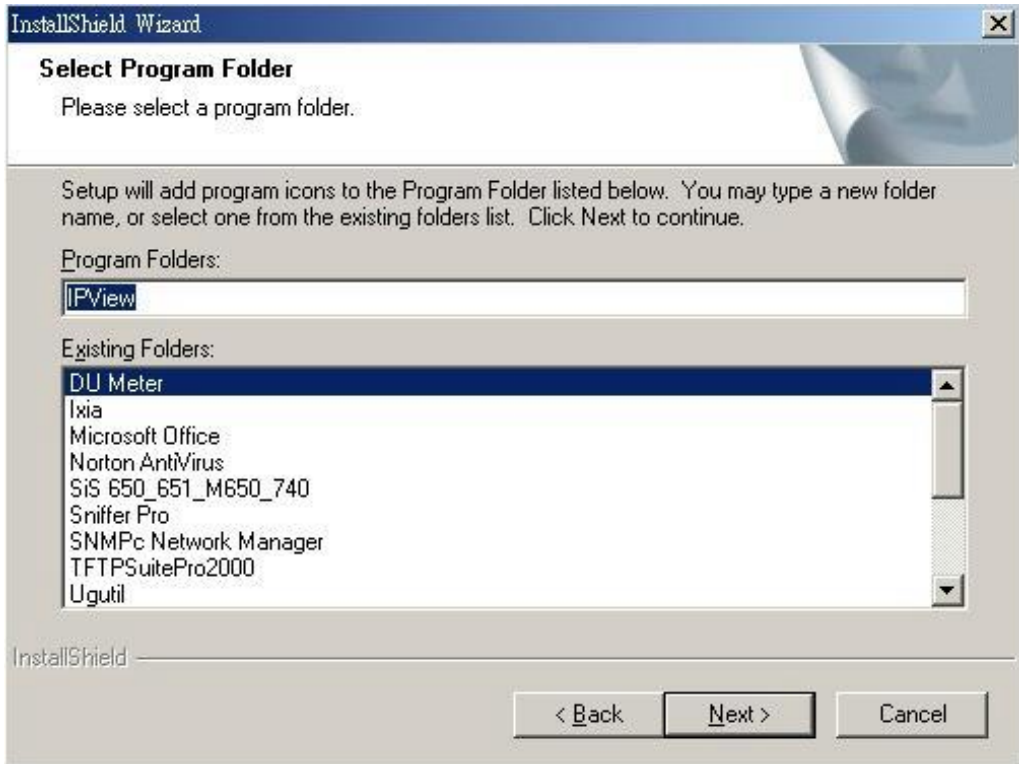 InstallShield Wizard
Select Program Folder
Please select a program folder.
Setup will add program icons to the Program Folder listed below.  You may type a new folder
name, or select one from the existing folders list.  Click Next to continue.
Program Folders:
IPView
Existing Folders:
DU Meter
Ixia
Microsoft Office
Norton AntiVirus
SiS 650_651_M650_740
Sniffer Pro
SNMPc Network Manager
TFTPSuitePro2000
Ugutil
InstallShield
< Back
Next >
Cancel